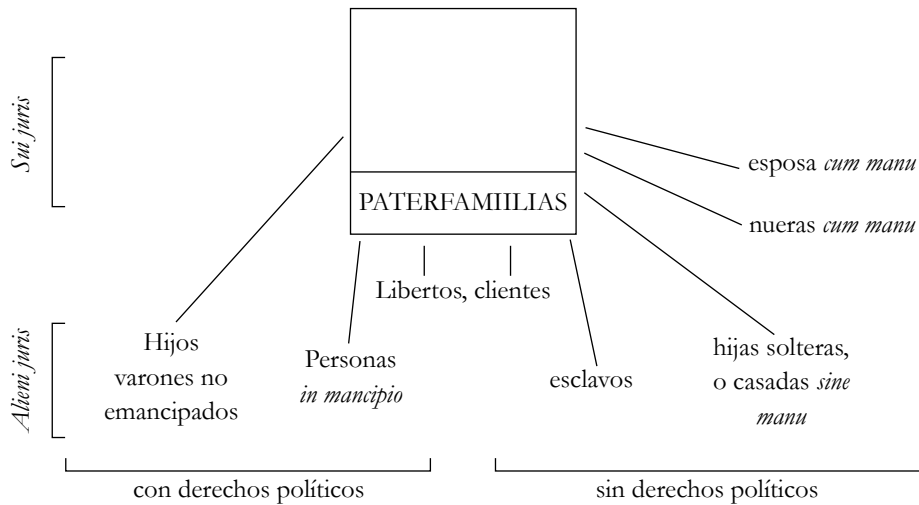 Sui juris
PATERFAMIILIAS
esposa cum manu
nueras cum manu
Libertos, clientes
Alieni juris
Hijos
varones no
emancipados
Personas
in mancipio
esclavos
hijas solteras,
o casadas sine
manu
con derechos políticos
sin derechos políticos